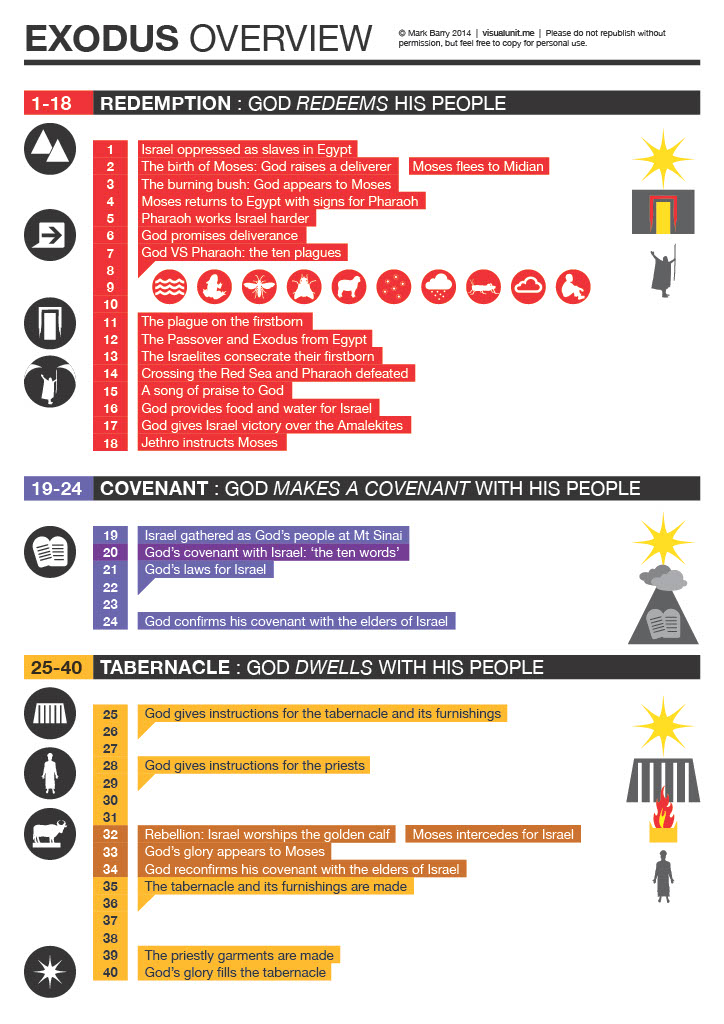 EXODUS OVERVIEW
© Mark Barry 2014 | visualunit.me | Please do not republish without
permission, but feel free to copy for personal use.
1-18 REDEMPTION : GOD REDEEMS HIS PEOPLE
1 Israel oppressed as slaves in Egypt
2 The birth of Moses: God raises a deliverer Moses flees to Midian
3 The burning bush: God appears to Moses
4 Moses returns to Egypt with signs for Pharaoh
5 Pharaoh works Israel harder
6 God promises deliverance
7 God VS Pharaoh: the ten plagues
8
9
10
11 The plague on the firstborn
12 The Passover and Exodus from Egypt
13 The Israelites consecrate their firstborn
14 Crossing the Red Sea and Pharaoh defeated
15 A song of praise to God
16 God provides food and water for Israel
17 God gives Israel victory over the Amalekites
18 Jethro instructs Moses
19-24 COVENANT : GOD MAKES A COVENANT WITH HIS PEOPLE
19 Israel gathered as God's people at Mt Sinai
20 God's covenant with Israel: 'the ten words'
21 God's laws for Israel
22
23
24 God confirms his covenant with the elders of Israel
25-40 TABERNACLE : GOD DWELLS WITH HIS PEOPLE
25 God gives instructions for the tabernacle and its furnishings
26
27
28 God gives instructions for the priests
29
30
31
32 Rebellion: Israel worships the golden calf Moses intercedes for Israel
33 God's glory appears to Moses
34 God reconfirms his covenant with the elders of Israel
35 The tabernacle and its furnishings are made
36
37
38
39 The priestly garments are made
40 God's glory fills the tabernacle